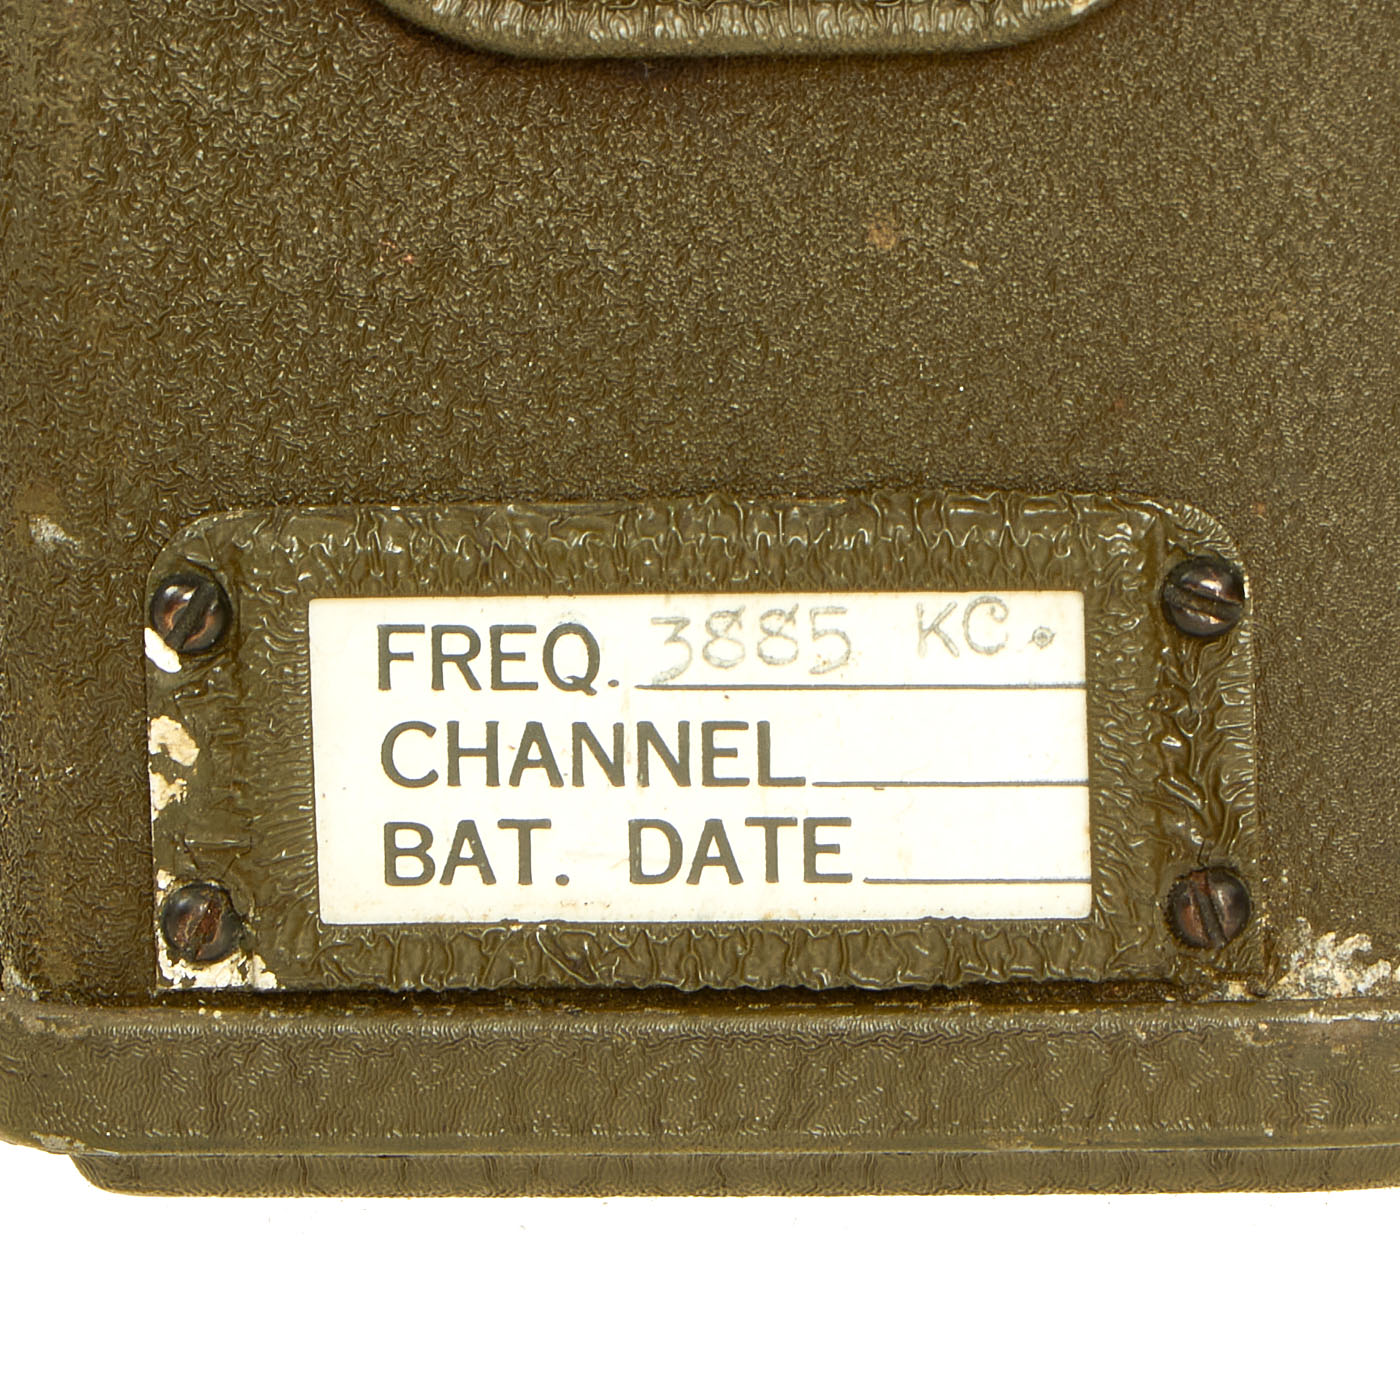 FREQ. 3885 KC.
CHANNEL
BAT. DATE